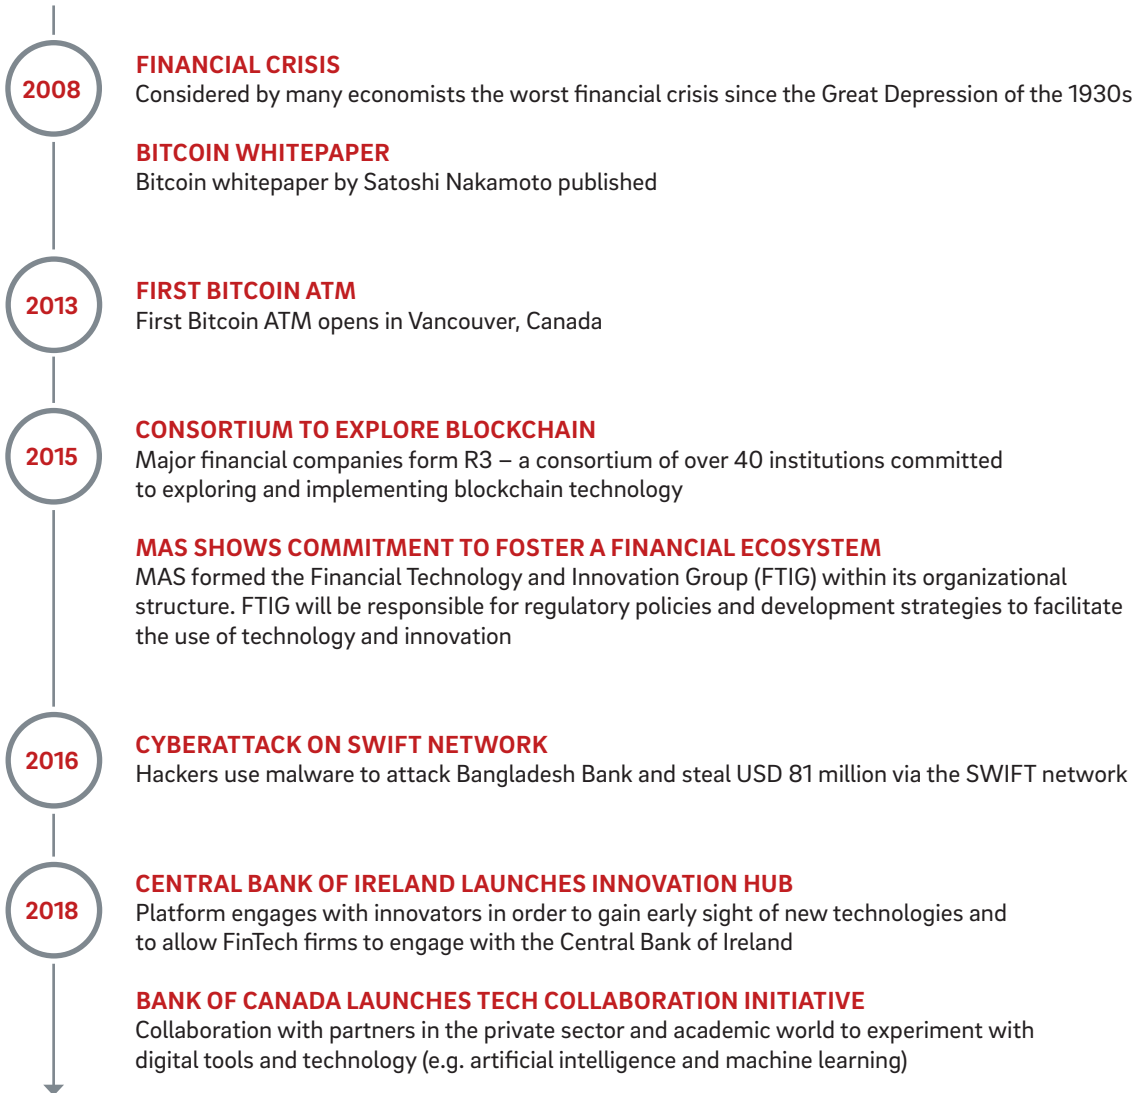 2008
FINANCIAL CRISIS
Considered by many economists the worst financial crisis since the Great Depression of the 1930s
BITCOIN WHITEPAPER
Bitcoin whitepaper by Satoshi Nakamoto published
2013
FIRST BITCOIN ATM
First Bitcoin ATM opens in Vancouver, Canada
2015
CONSORTIUM TO EXPLORE BLOCKCHAIN
Major financial companies form R3 – a consortium of over 40 institutions committed
to exploring and implementing blockchain technology
MAS SHOWS COMMITMENT TO FOSTER A FINANCIAL ECOSYSTEM
MAS formed the Financial Technology and Innovation Group (FTIG) within its organizational
structure. FTIG will be responsible for regulatory policies and development strategies to facilitate
the use of technology and innovation
2016
CYBERATTACK ON SWIFT NETWORK
Hackers use malware to attack Bangladesh Bank and steal USD 81 million via the SWIFT network
2018
CENTRAL BANK OF IRELAND LAUNCHES INNOVATION HUB
Platform engages with innovators in order to gain early sight of new technologies and
to allow FinTech firms to engage with the Central Bank of Ireland
BANK OF CANADA LAUNCHES TECH COLLABORATION INITIATIVE
Collaboration with partners in the private sector and academic world to experiment with
digital tools and technology (e.g. artificial intelligence and machine learning)